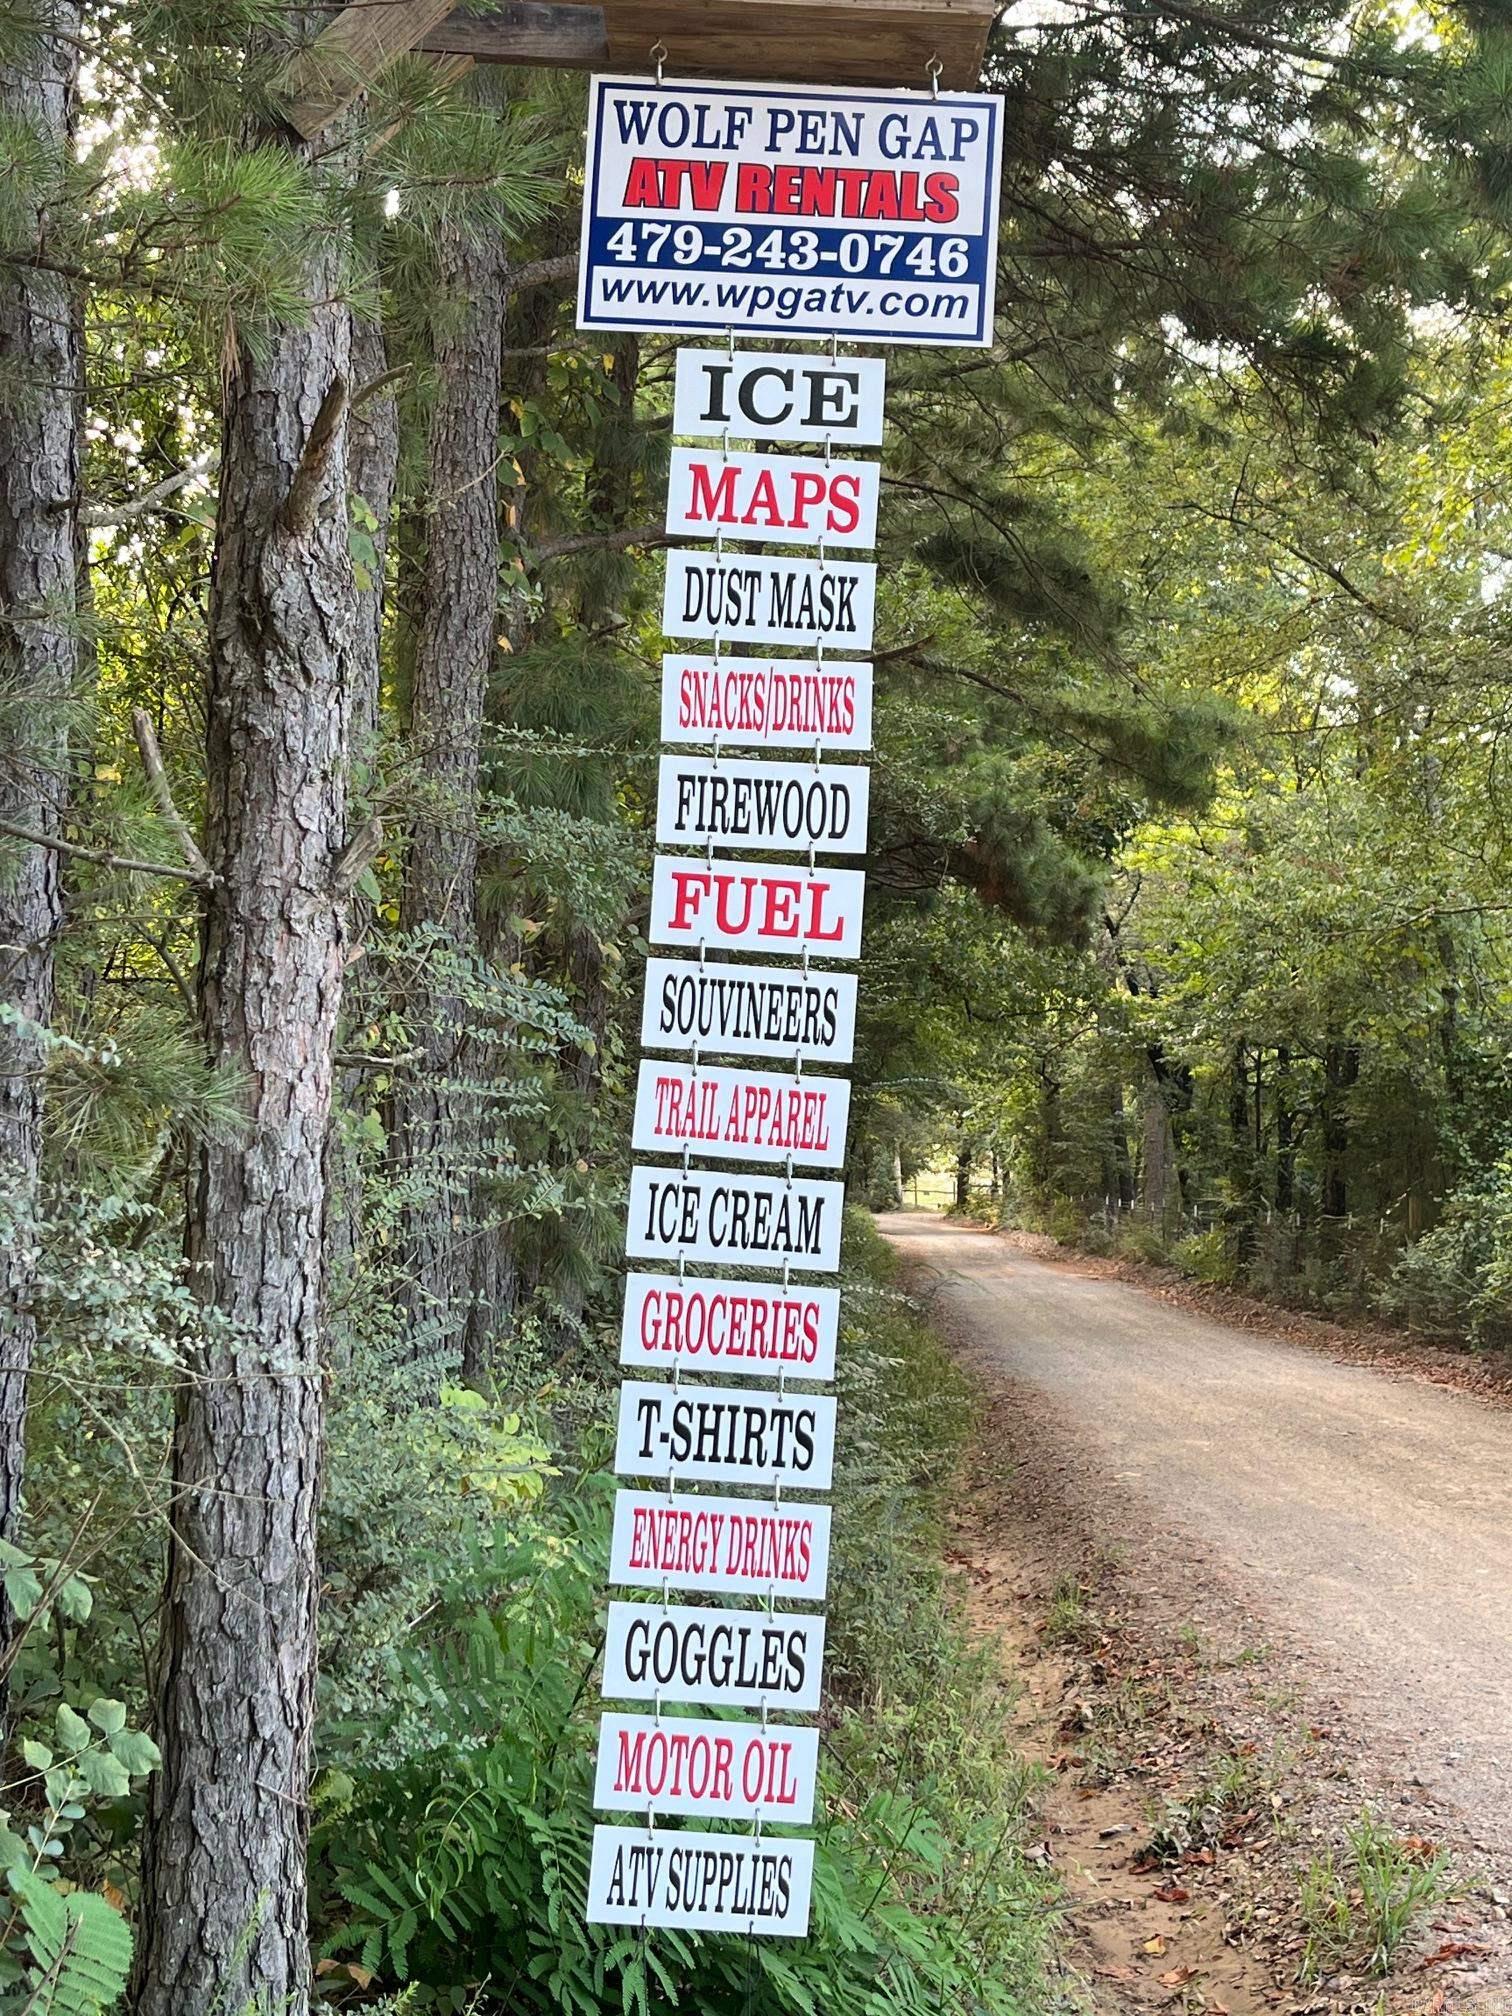 WOLF PEN GAP
ATV RENTALS
479-243-0746
www.wpgatv.com
ICE
MAPS
DUST MASK
SNACKS/DRINKS
FIREWOOD
FUEL
SOUVINEERS
TRAIL APPAREL
ICE CREAM
GROCERIES
T-SHIRTS
ENERGY DRINKS
GOGGLES
MOTOR OIL
ATV SUPPLIES